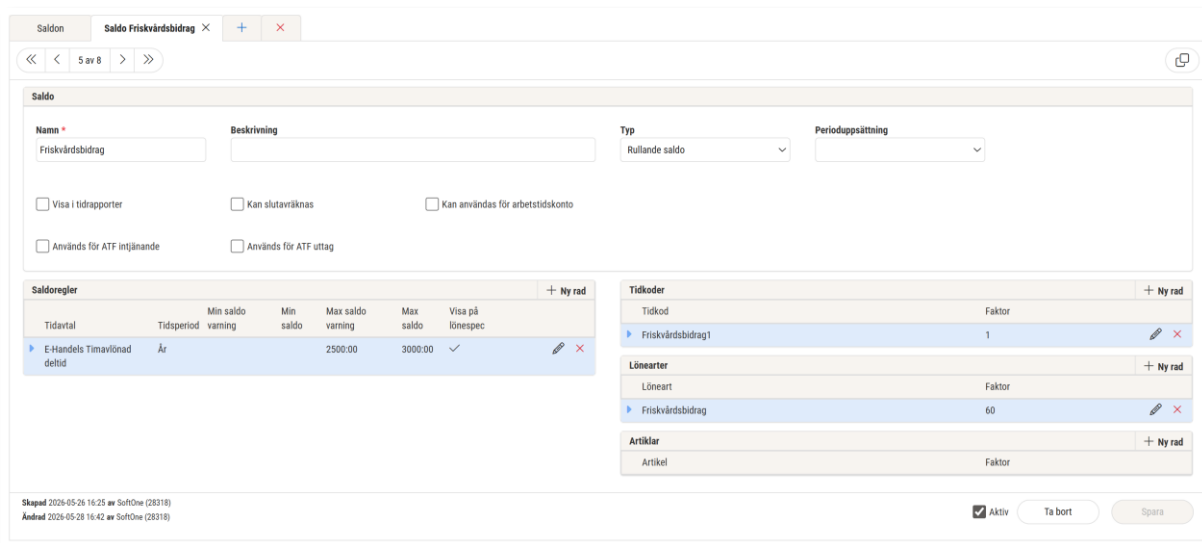 Saldon
Saldo Friskvårdsbidrag
5 av 8
Saldo
Namn *
Beskrivning
Typ
Perioduppsättning
Friskvårdsbidrag
Rullande saldo
Visa i tidrapporter
Kan slutavräknas
Kan användas för arbetstidskonto
Används för ATF intjänande
Används för ATF uttag
Saldoregler
+ Ny rad
Tidavtal
Tidsperiod
Min saldo varning
Min saldo
Max saldo varning
Max saldo
Visa på lönespec
E-Handels Timavlönad deltid
År
2500:00
3000:00
Tidkoder
+ Ny rad
Tidkod
Faktor
Friskvårdsbidrag1
1
Lönearter
+ Ny rad
Löneart
Faktor
Friskvårdsbidrag
60
Artiklar
+ Ny rad
Artikel
Faktor
Skapad 2026-05-26 16:25 av SoftOne (28318)
Ändrad 2026-05-28 16:42 av SoftOne (28318)
Aktiv
Ta bort
Spara